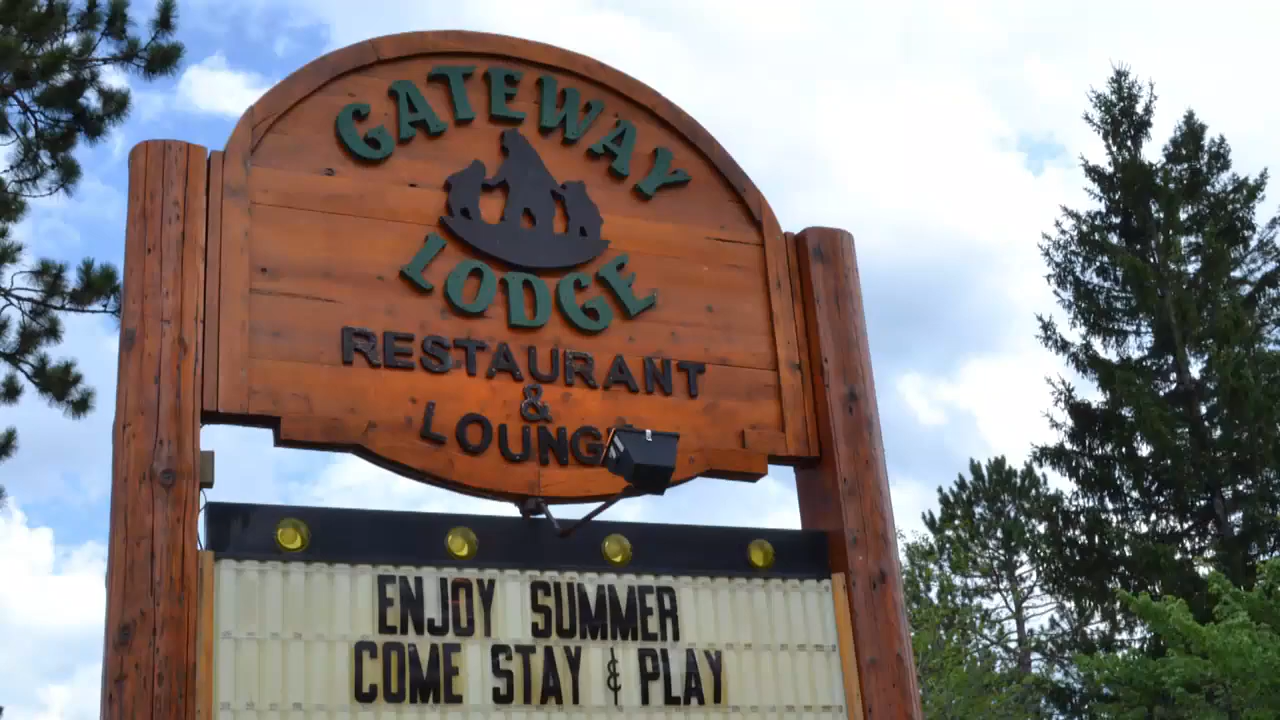 GATEWAY
LODGE
RESTAURANT
&
LOUNGE
ENJOY SUMMER
COME STAY & PLAY